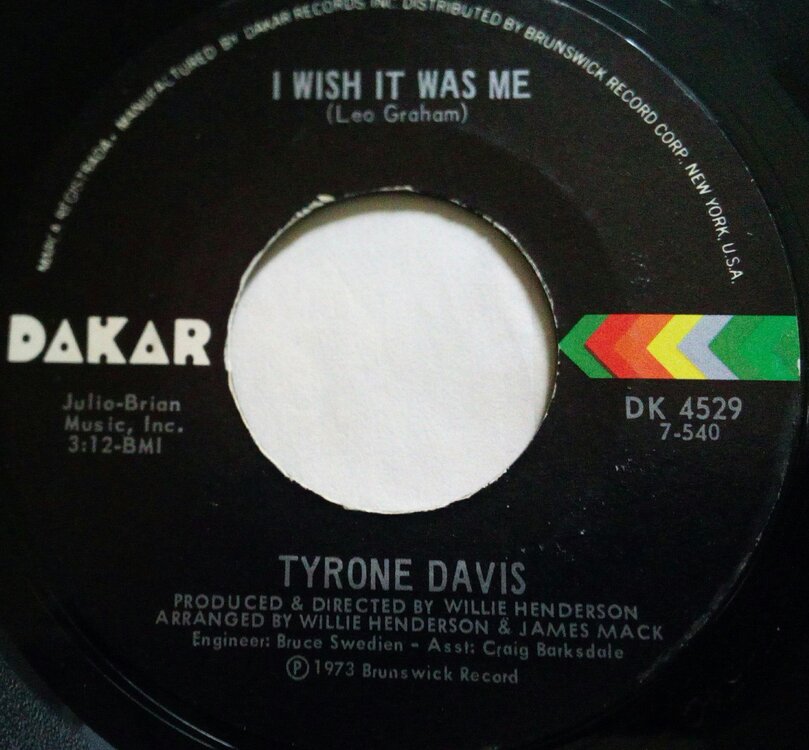 MARCA REGISTRADA. MANUFACTURED BY DAKAR RECORDS INC. DISTRIBUTED BY BRUNSWICK RECORD CORP. NEW YORK, U.S.A.
I WISH IT WAS ME
(Leo Graham)
DAKAR
Julio-Brian
Music, Inc.
3:12-BMI
DK 4529
7-540
TYRONE DAVIS
PRODUCED & DIRECTED BY WILLIE HENDERSON
ARRANGED BY WILLIE HENDERSON & JAMES MACK
Engineer: Bruce Swedien - Asst: Craig Barksdale
Ⓟ 1973 Brunswick Record